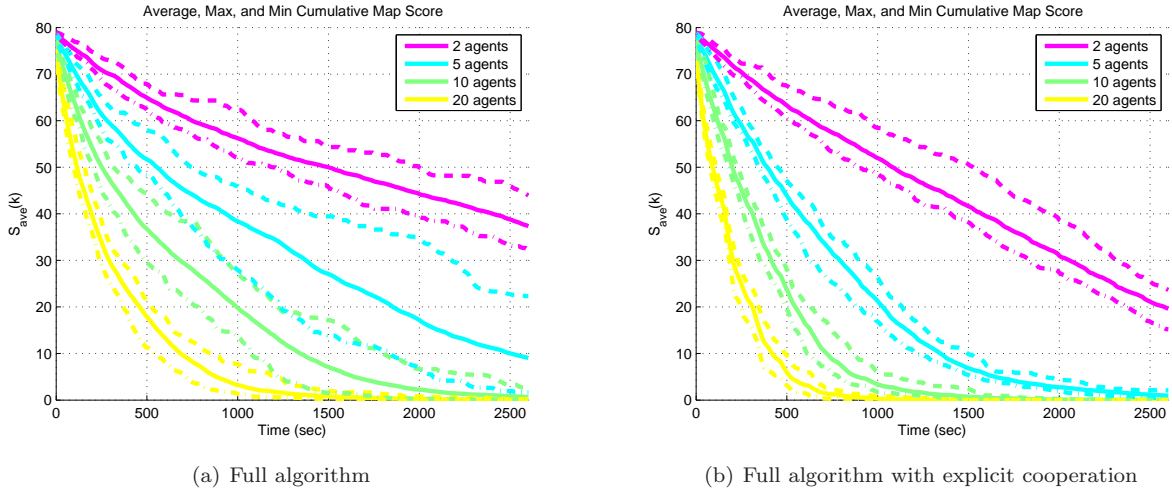 Average, Max, and Min Cumulative Map Score
80
70
60
50
40
30
20
10
0
S_ave(k)
2 agents
5 agents
10 agents
20 agents
0
500
1000
1500
2000
2500
Time (sec)
(a) Full algorithm
Average, Max, and Min Cumulative Map Score
80
70
60
50
40
30
20
10
0
S_ave(k)
2 agents
5 agents
10 agents
20 agents
0
500
1000
1500
2000
2500
Time (sec)
(b) Full algorithm with explicit cooperation